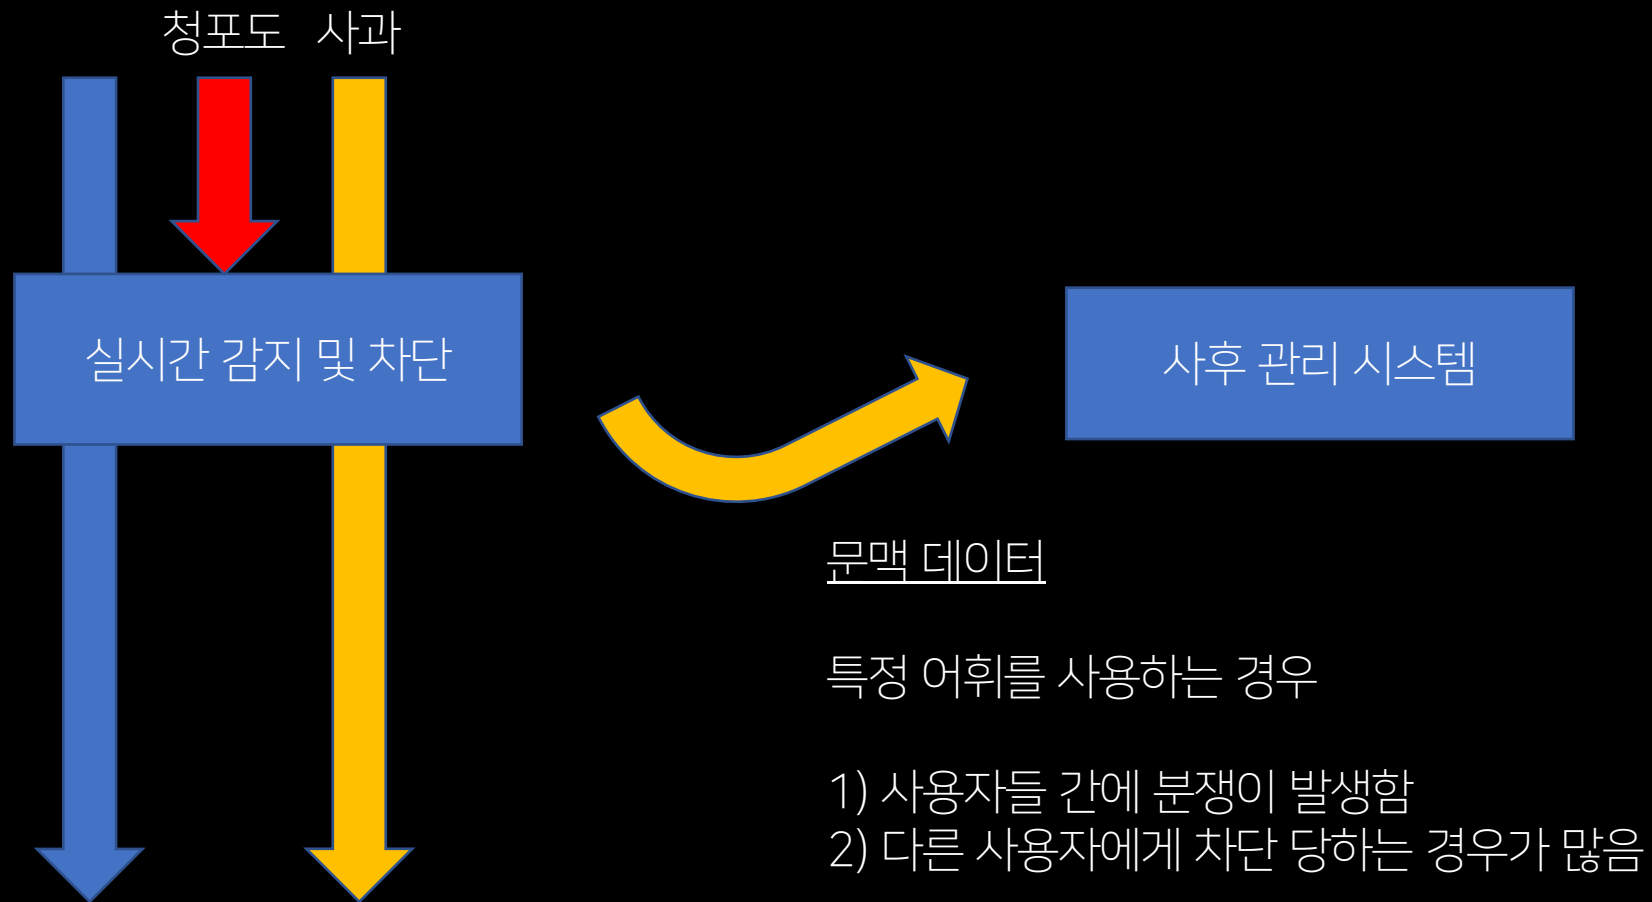 청포도 사과
실시간 감지 및 차단
사후 관리 시스템
문맥 데이터
특정 어휘를 사용하는 경우
1) 사용자들 간에 분쟁이 발생함
2) 다른 사용자에게 차단 당하는 경우가 많음